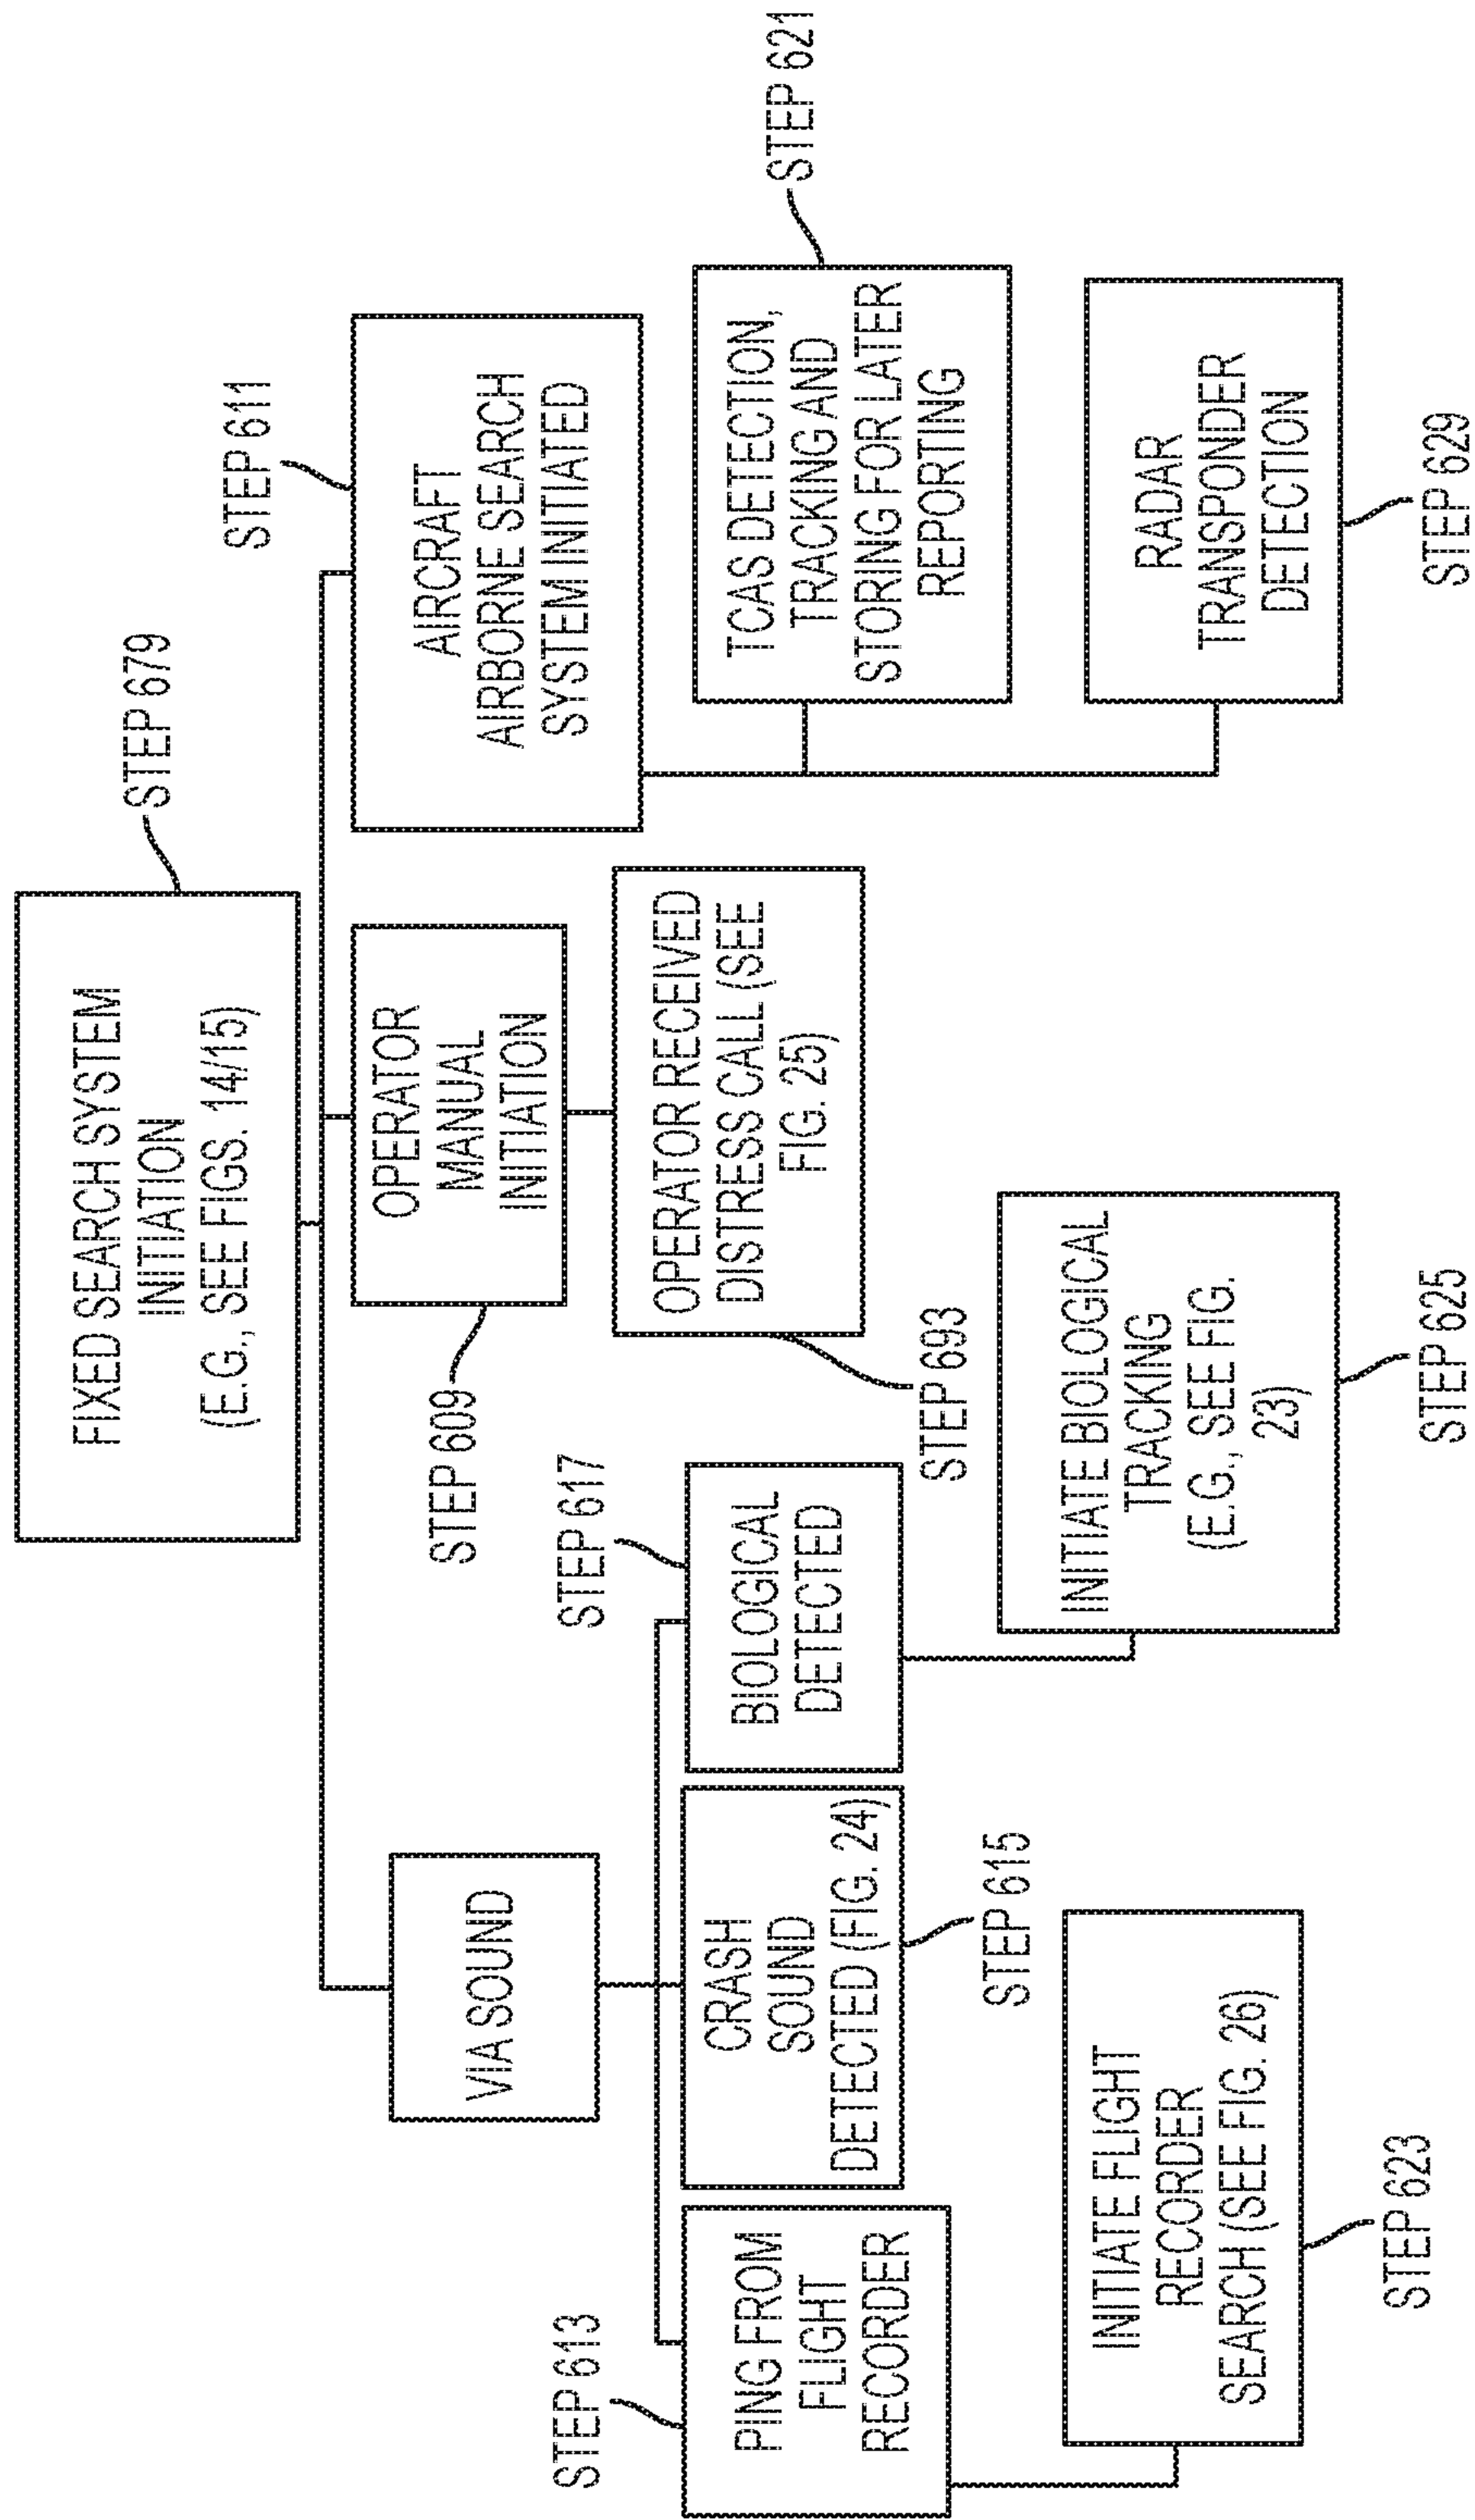 FIXED SEARCH SYSTEM
INITIATION
(E.G., SEE FIGS. 14/15)
STEP 679
VIA SOUND
OPERATOR
MANUAL
INITIATION
STEP 609
AIRCRAFT
AIRBORNE SEARCH
SYSTEM INITIATED
STEP 611
STEP 613
PING FROM
FLIGHT
RECORDER
CRASH
SOUND
DETECTED (FIG. 24)
STEP 615
STEP 617
BIOLOGICAL
DETECTED
OPERATOR RECEIVED
DISTRESS CALL (SEE
FIG. 25)
STEP 693
TCAS DETECTION,
TRACKING AND
STORING FOR LATER
REPORTING
STEP 621
INITIATE FLIGHT
RECORDER
SEARCH (SEE FIG. 26)
STEP 623
INITIATE BIOLOGICAL
TRACKING
(E.G., SEE FIG.
23)
STEP 625
RADAR
TRANSPONDER
DETECTION
STEP 629